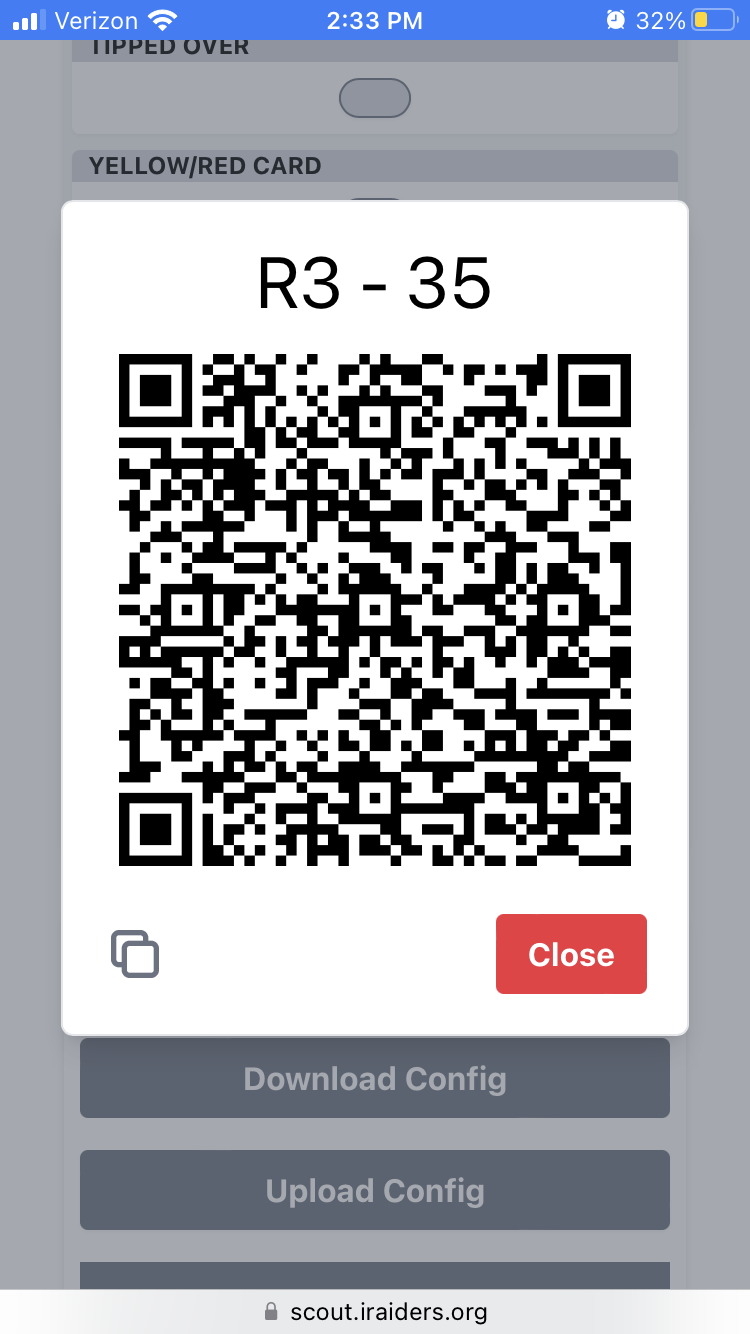 Verizon 2:33 PM 32%
TIPPED OVER
YELLOW/RED CARD
R3 - 35
Close
Download Config
Upload Config
scout.iraiders.org